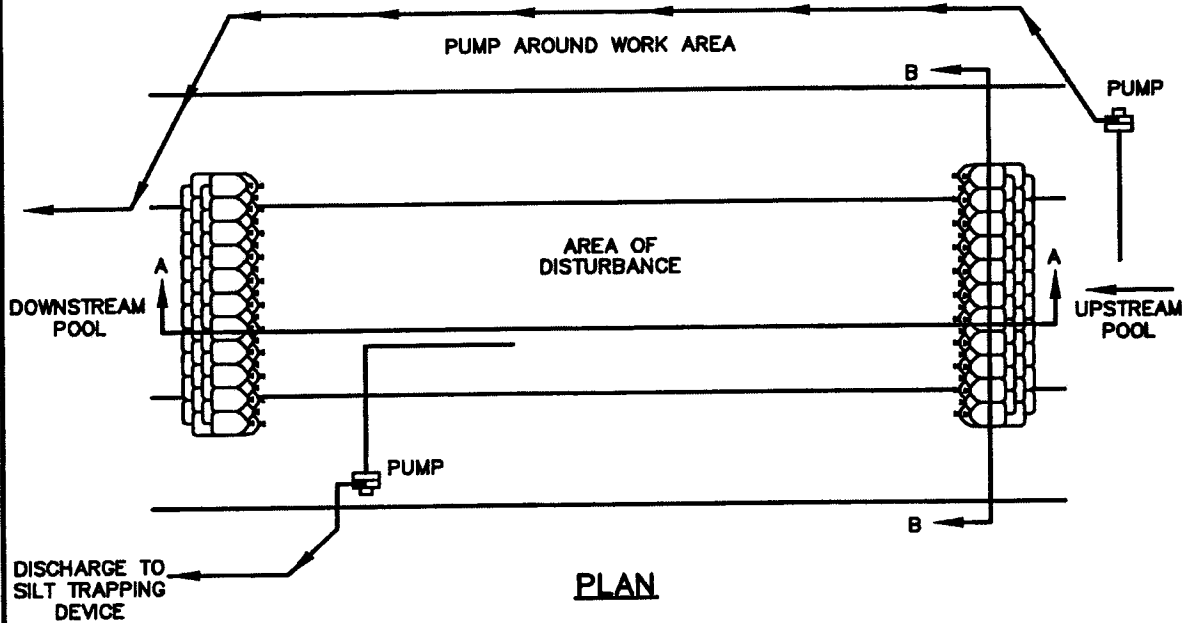 PUMP AROUND WORK AREA
B
PUMP
AREA OF
DISTURBANCE
A
A
DOWNSTREAM
POOL
UPSTREAM
POOL
PUMP
B
DISCHARGE TO
SILT TRAPPING
DEVICE
PLAN